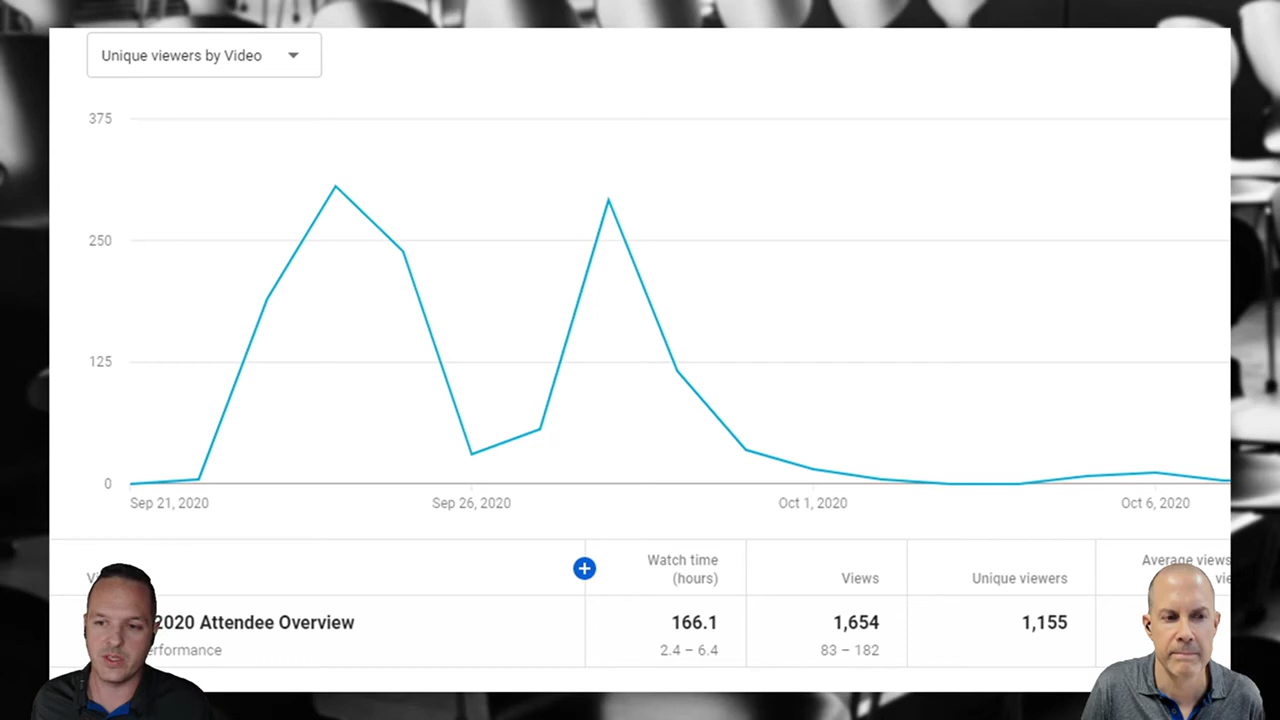 Unique viewers by Video
375
250
125
0
Sep 21, 2020
Sep 26, 2020
Oct 1, 2020
Oct 6, 2020
Watch time
(hours)
Views
Unique viewers
Average views
2020 Attendee Overview
166.1
1,654
1,155
2.4 – 6.4
83 – 182